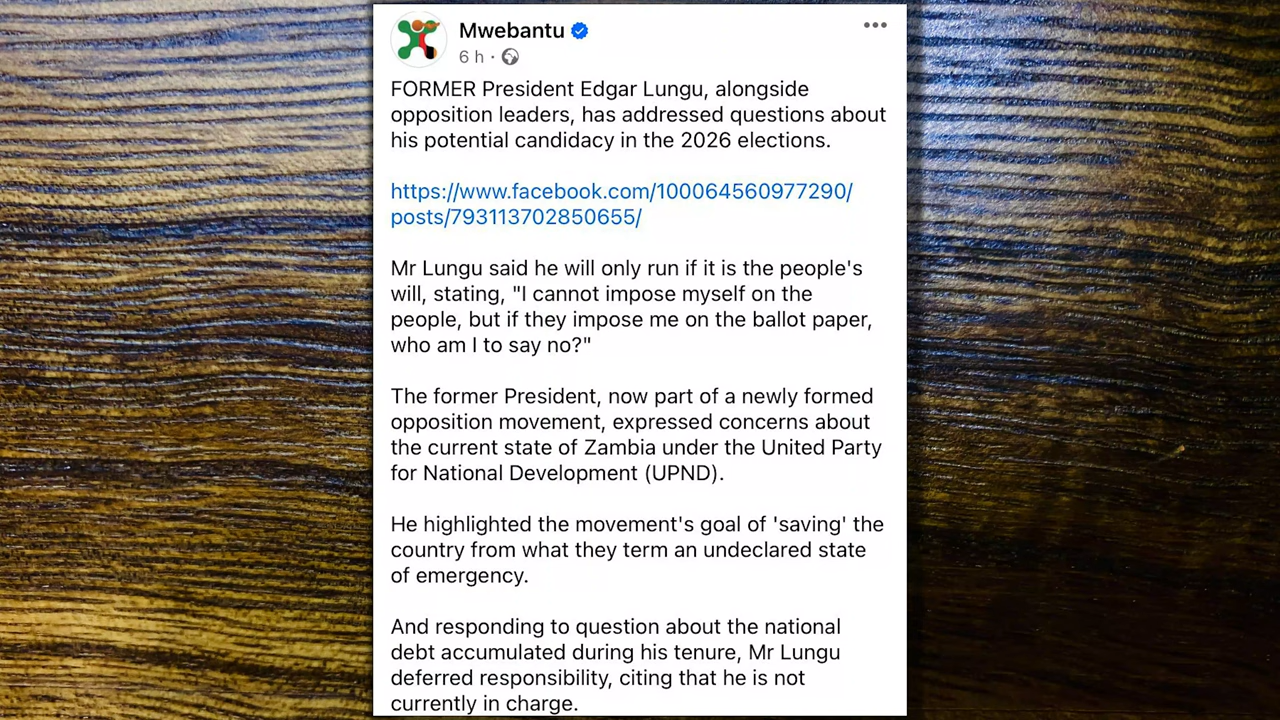 Mwebantu
6 h ·
FORMER President Edgar Lungu, alongside
opposition leaders, has addressed questions about
his potential candidacy in the 2026 elections.
https://www.facebook.com/100064560977290/
posts/793113702850655/
Mr Lungu said he will only run if it is the people's
will, stating, "I cannot impose myself on the
people, but if they impose me on the ballot paper,
who am I to say no?"
The former President, now part of a newly formed
opposition movement, expressed concerns about
the current state of Zambia under the United Party
for National Development (UPND).
He highlighted the movement's goal of 'saving' the
country from what they term an undeclared state
of emergency.
And responding to question about the national
debt accumulated during his tenure, Mr Lungu
deferred responsibility, citing that he is not
currently in charge.